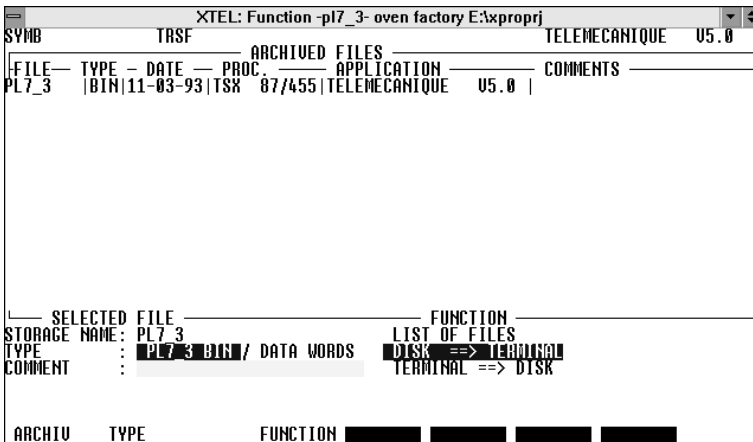 XTEL: Function -pl7_3- oven factory E:\xproprj
SYMB TRSF TELEMECANIQUE V5.0
ARCHIVED FILES
FILE TYPE - DATE PROC. APPLICATION COMMENTS
PL7_3 |BIN|11-03-93|TSX 87/455|TELEMECANIQUE V5.0 |
SELECTED FILE FUNCTION
STORAGE NAME: PL7_3 LIST OF FILES
TYPE : PL7_3 BIN / DATA WORDS DISK ==> TERMINAL
COMMENT : TERMINAL ==> DISK
ARCHIV TYPE FUNCTION